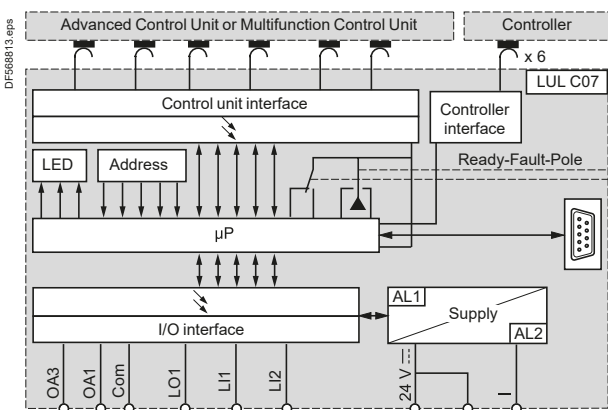 Advanced Control Unit or Multifunction Control Unit
Controller
DF568813.eps
x 6
LUL C07
Control unit interface
Controller
interface
LED
Address
Ready-Fault-Pole
µP
AL1
Supply
AL2
I/O interface
OA3
OA1
Com
LO1
LI1
LI2
24 V
I